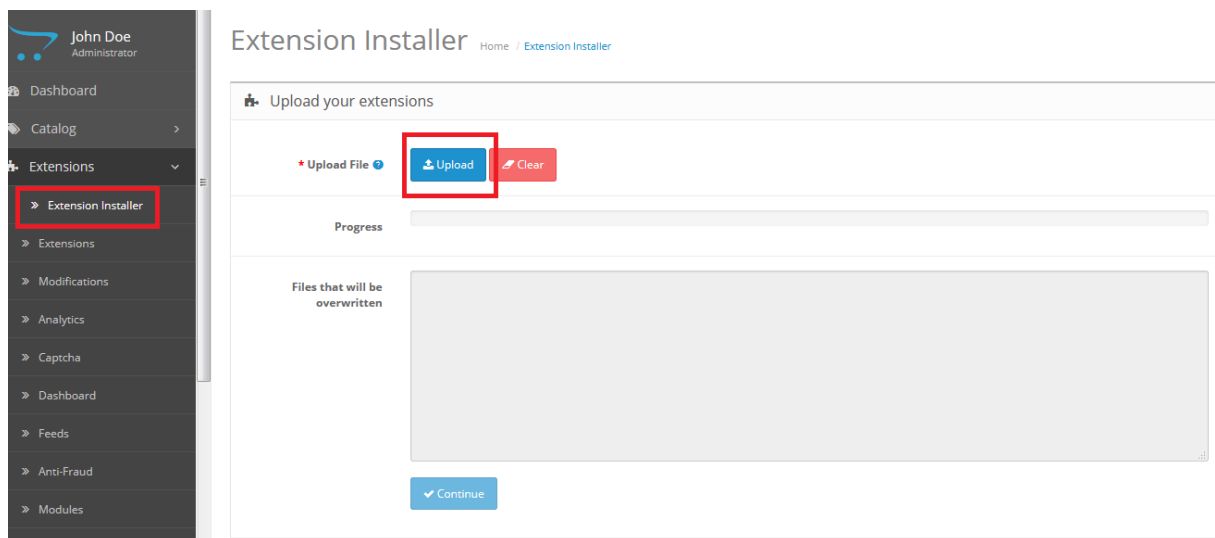 John Doe
Administrator
Dashboard
Catalog
Extensions
Extension Installer
Extensions
Modifications
Analytics
Captcha
Dashboard
Feeds
Anti-Fraud
Modules
Extension Installer Home / Extension Installer
Upload your extensions
* Upload File Upload Clear
Progress
Files that will be
overwritten
Continue